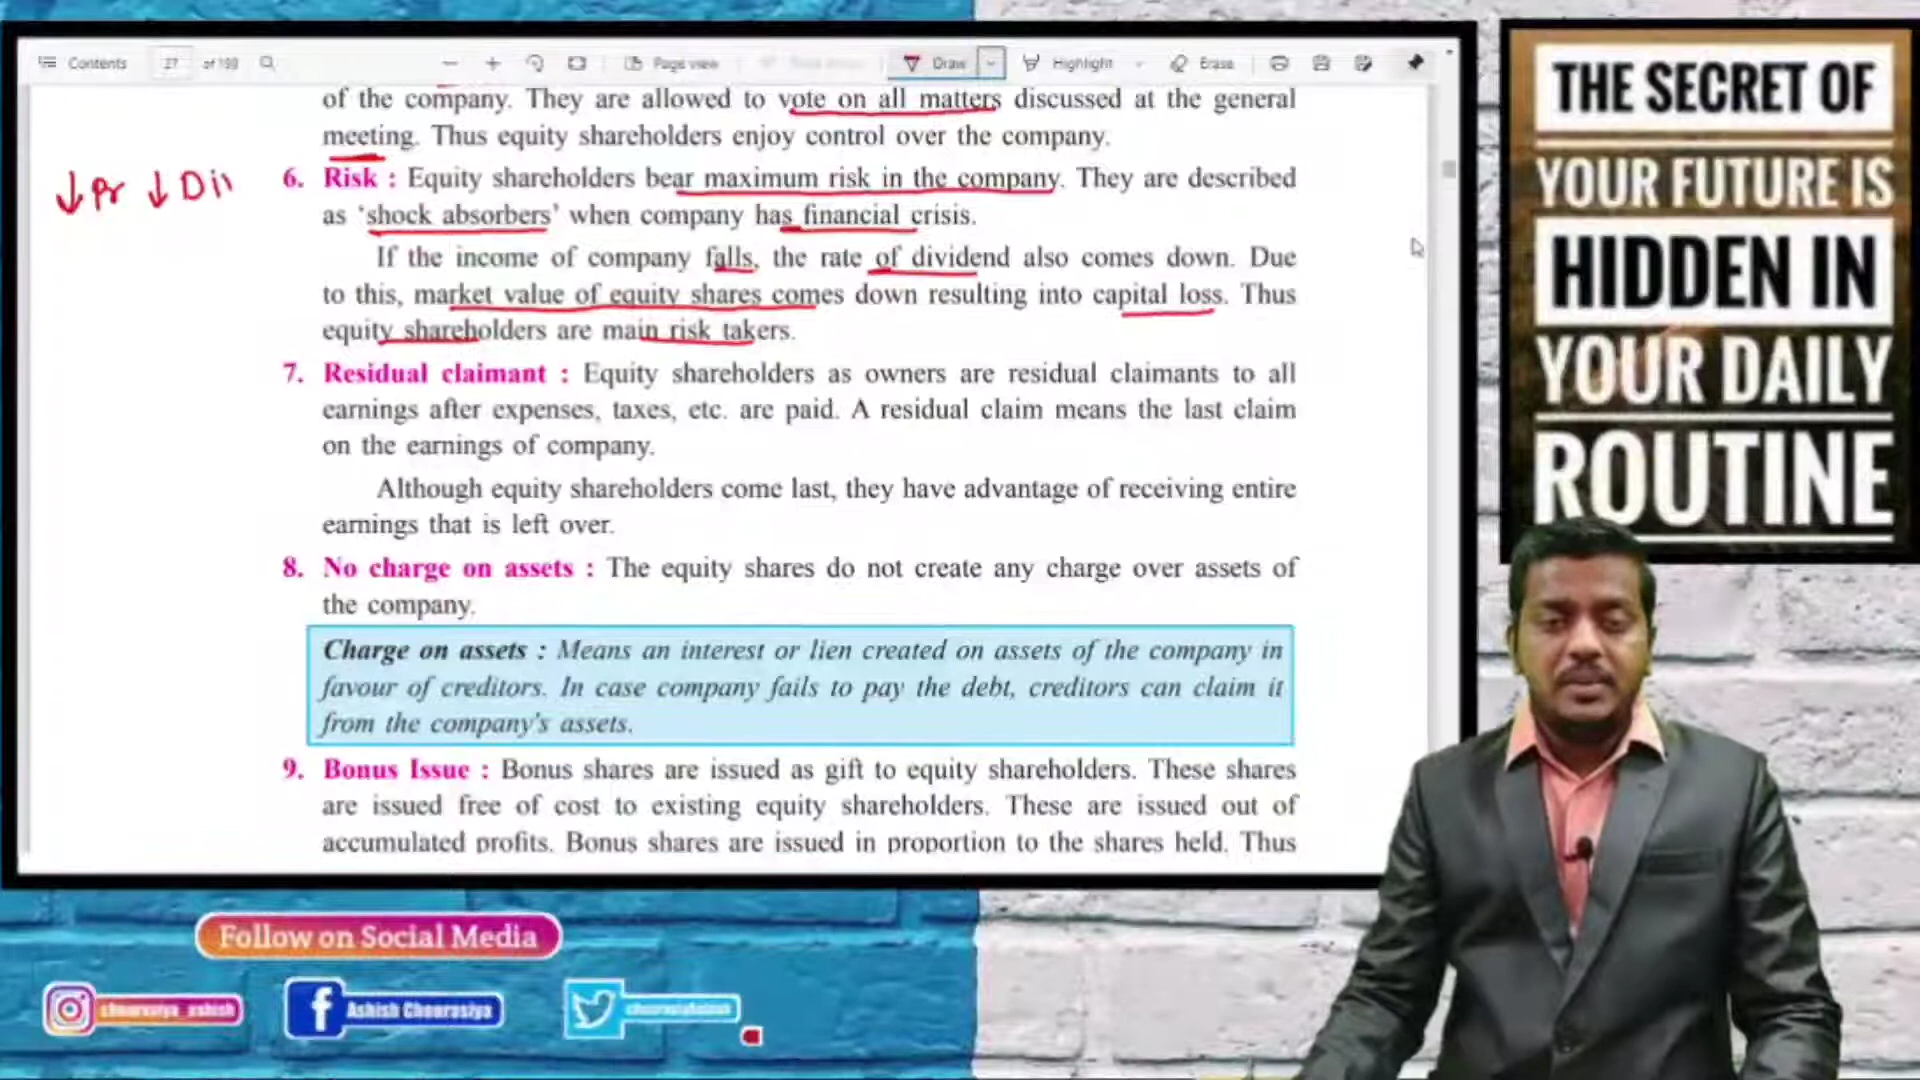 Contents 27 of 193 Page view Draw Highlight Erase
of the company. They are allowed to vote on all matters discussed at the general
meeting. Thus equity shareholders enjoy control over the company.
↓Pr ↓Div
6. Risk : Equity shareholders bear maximum risk in the company. They are described
as ‘shock absorbers’ when company has financial crisis.
If the income of company falls, the rate of dividend also comes down. Due
to this, market value of equity shares comes down resulting into capital loss. Thus
equity shareholders are main risk takers.
7. Residual claimant : Equity shareholders as owners are residual claimants to all
earnings after expenses, taxes, etc. are paid. A residual claim means the last claim
on the earnings of company.
Although equity shareholders come last, they have advantage of receiving entire
earnings that is left over.
8. No charge on assets : The equity shares do not create any charge over assets of
the company.
Charge on assets : Means an interest or lien created on assets of the company in
favour of creditors. In case company fails to pay the debt, creditors can claim it
from the company's assets.
9. Bonus Issue : Bonus shares are issued as gift to equity shareholders. These shares
are issued free of cost to existing equity shareholders. These are issued out of
accumulated profits. Bonus shares are issued in proportion to the shares held. Thus
THE SECRET OF
YOUR FUTURE IS
HIDDEN IN
YOUR DAILY
ROUTINE
Follow on Social Media
chourasiya_ashish
Ashish Chourasiya